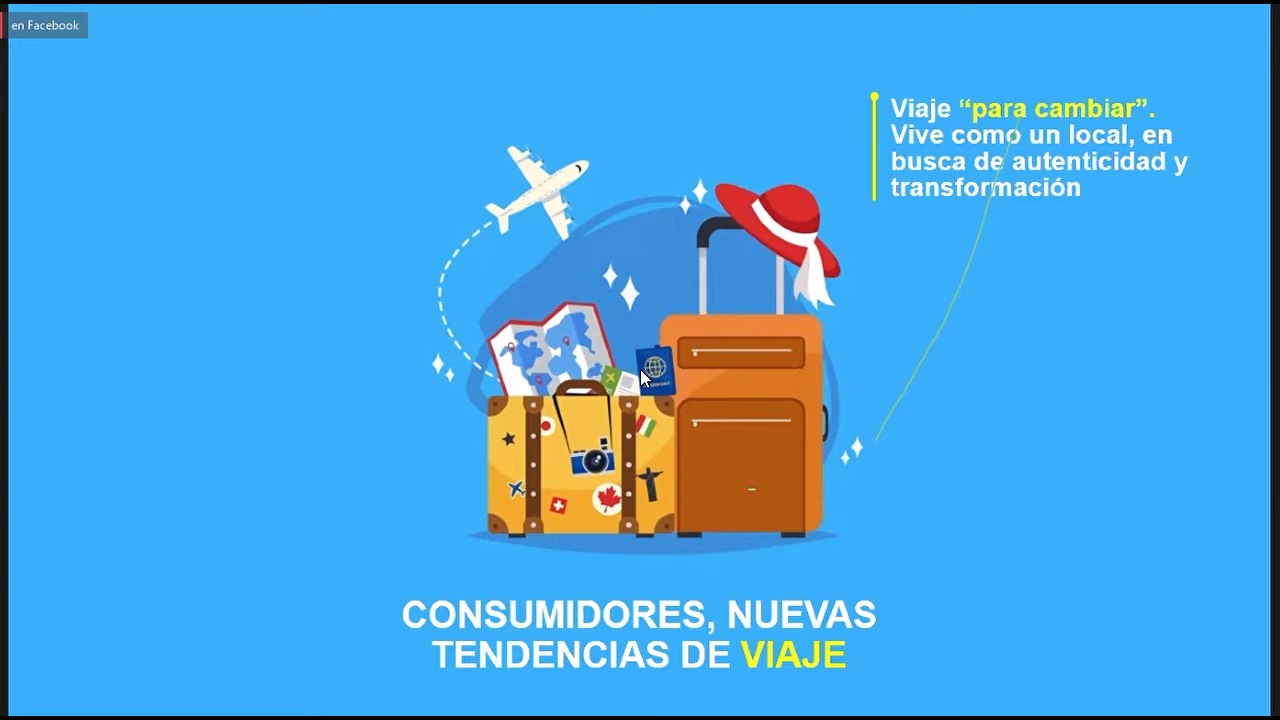 en Facebook
Viaje “para cambiar”.
Vive como un local, en
busca de autenticidad y
transformación
CONSUMIDORES, NUEVAS
TENDENCIAS DE VIAJE